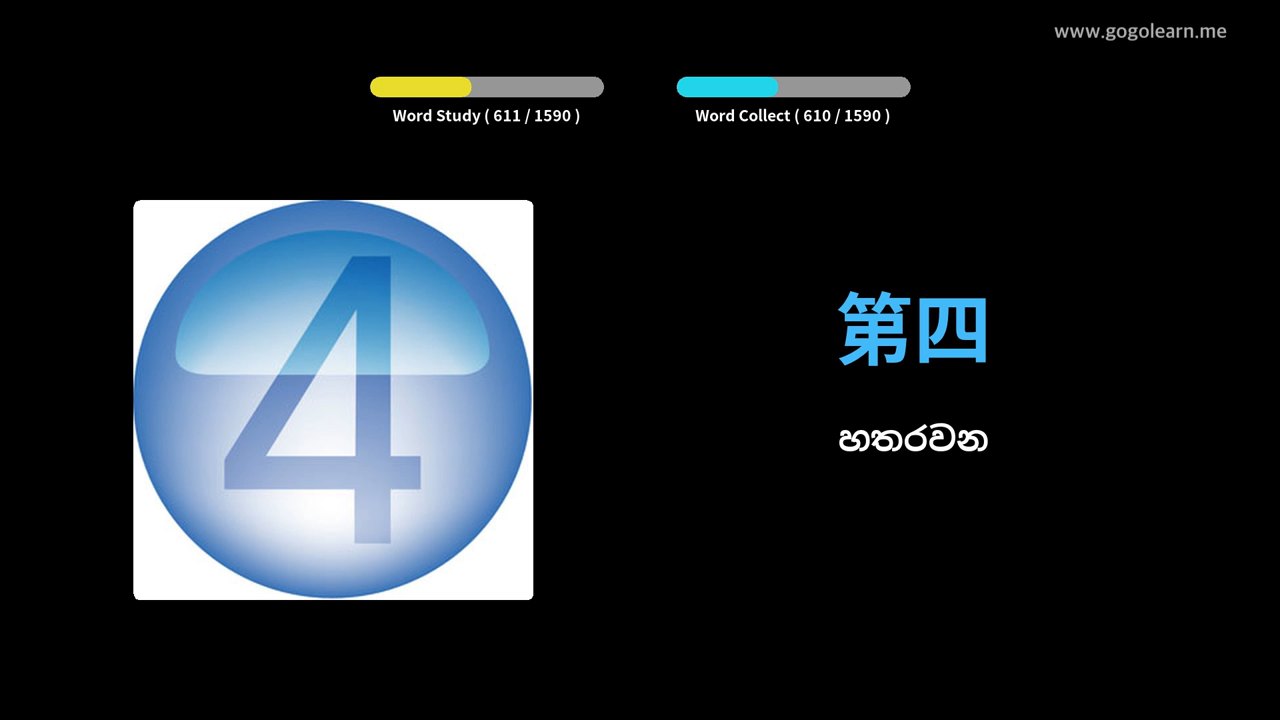 www.gogolearn.me
Word Study ( 611 / 1590 )
Word Collect ( 610 / 1590 )
4
第四
හතරවන